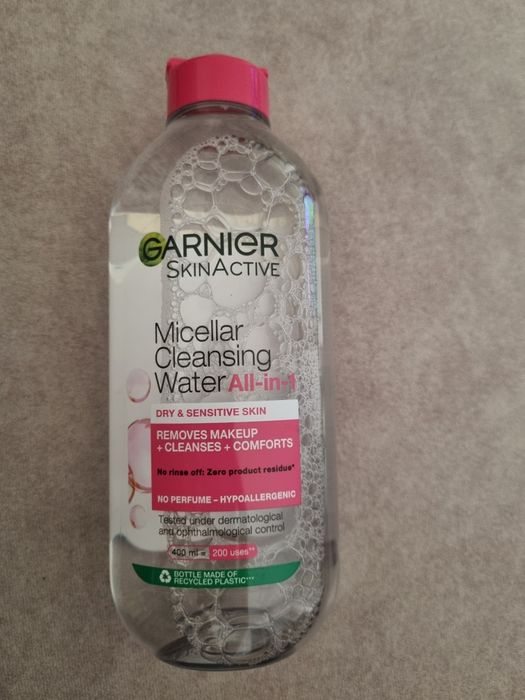 GARNIER
SKINACTIVE
Micellar
Cleansing
Water All-in-1
DRY & SENSITIVE SKIN
REMOVES MAKEUP
+ CLEANSES + COMFORTS
No rinse off: Zero product residue*
NO PERFUME – HYPOALLERGENIC
Tested under dermatological
and ophthalmological control
400 ml = 200 uses**
BOTTLE MADE OF
RECYCLED PLASTIC***